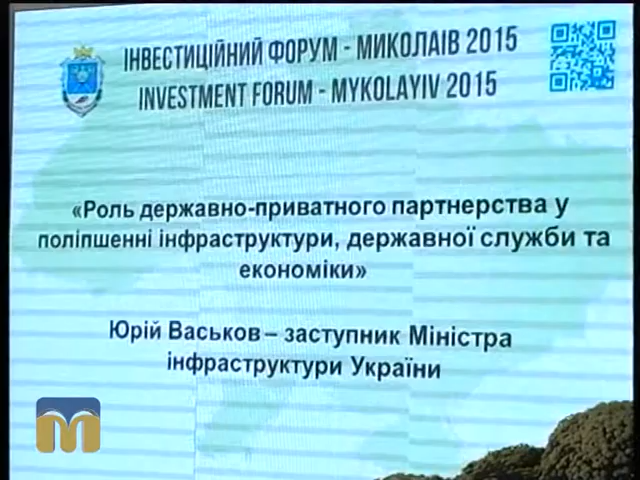 ІНВЕСТИЦІЙНИЙ ФОРУМ - МИКОЛАЇВ 2015
INVESTMENT FORUM - MYKOLAYIV 2015
«Роль державно-приватного партнерства у
поліпшенні інфраструктури, державної служби та
економіки»
Юрій Васьков – заступник Міністра
інфраструктури України
М